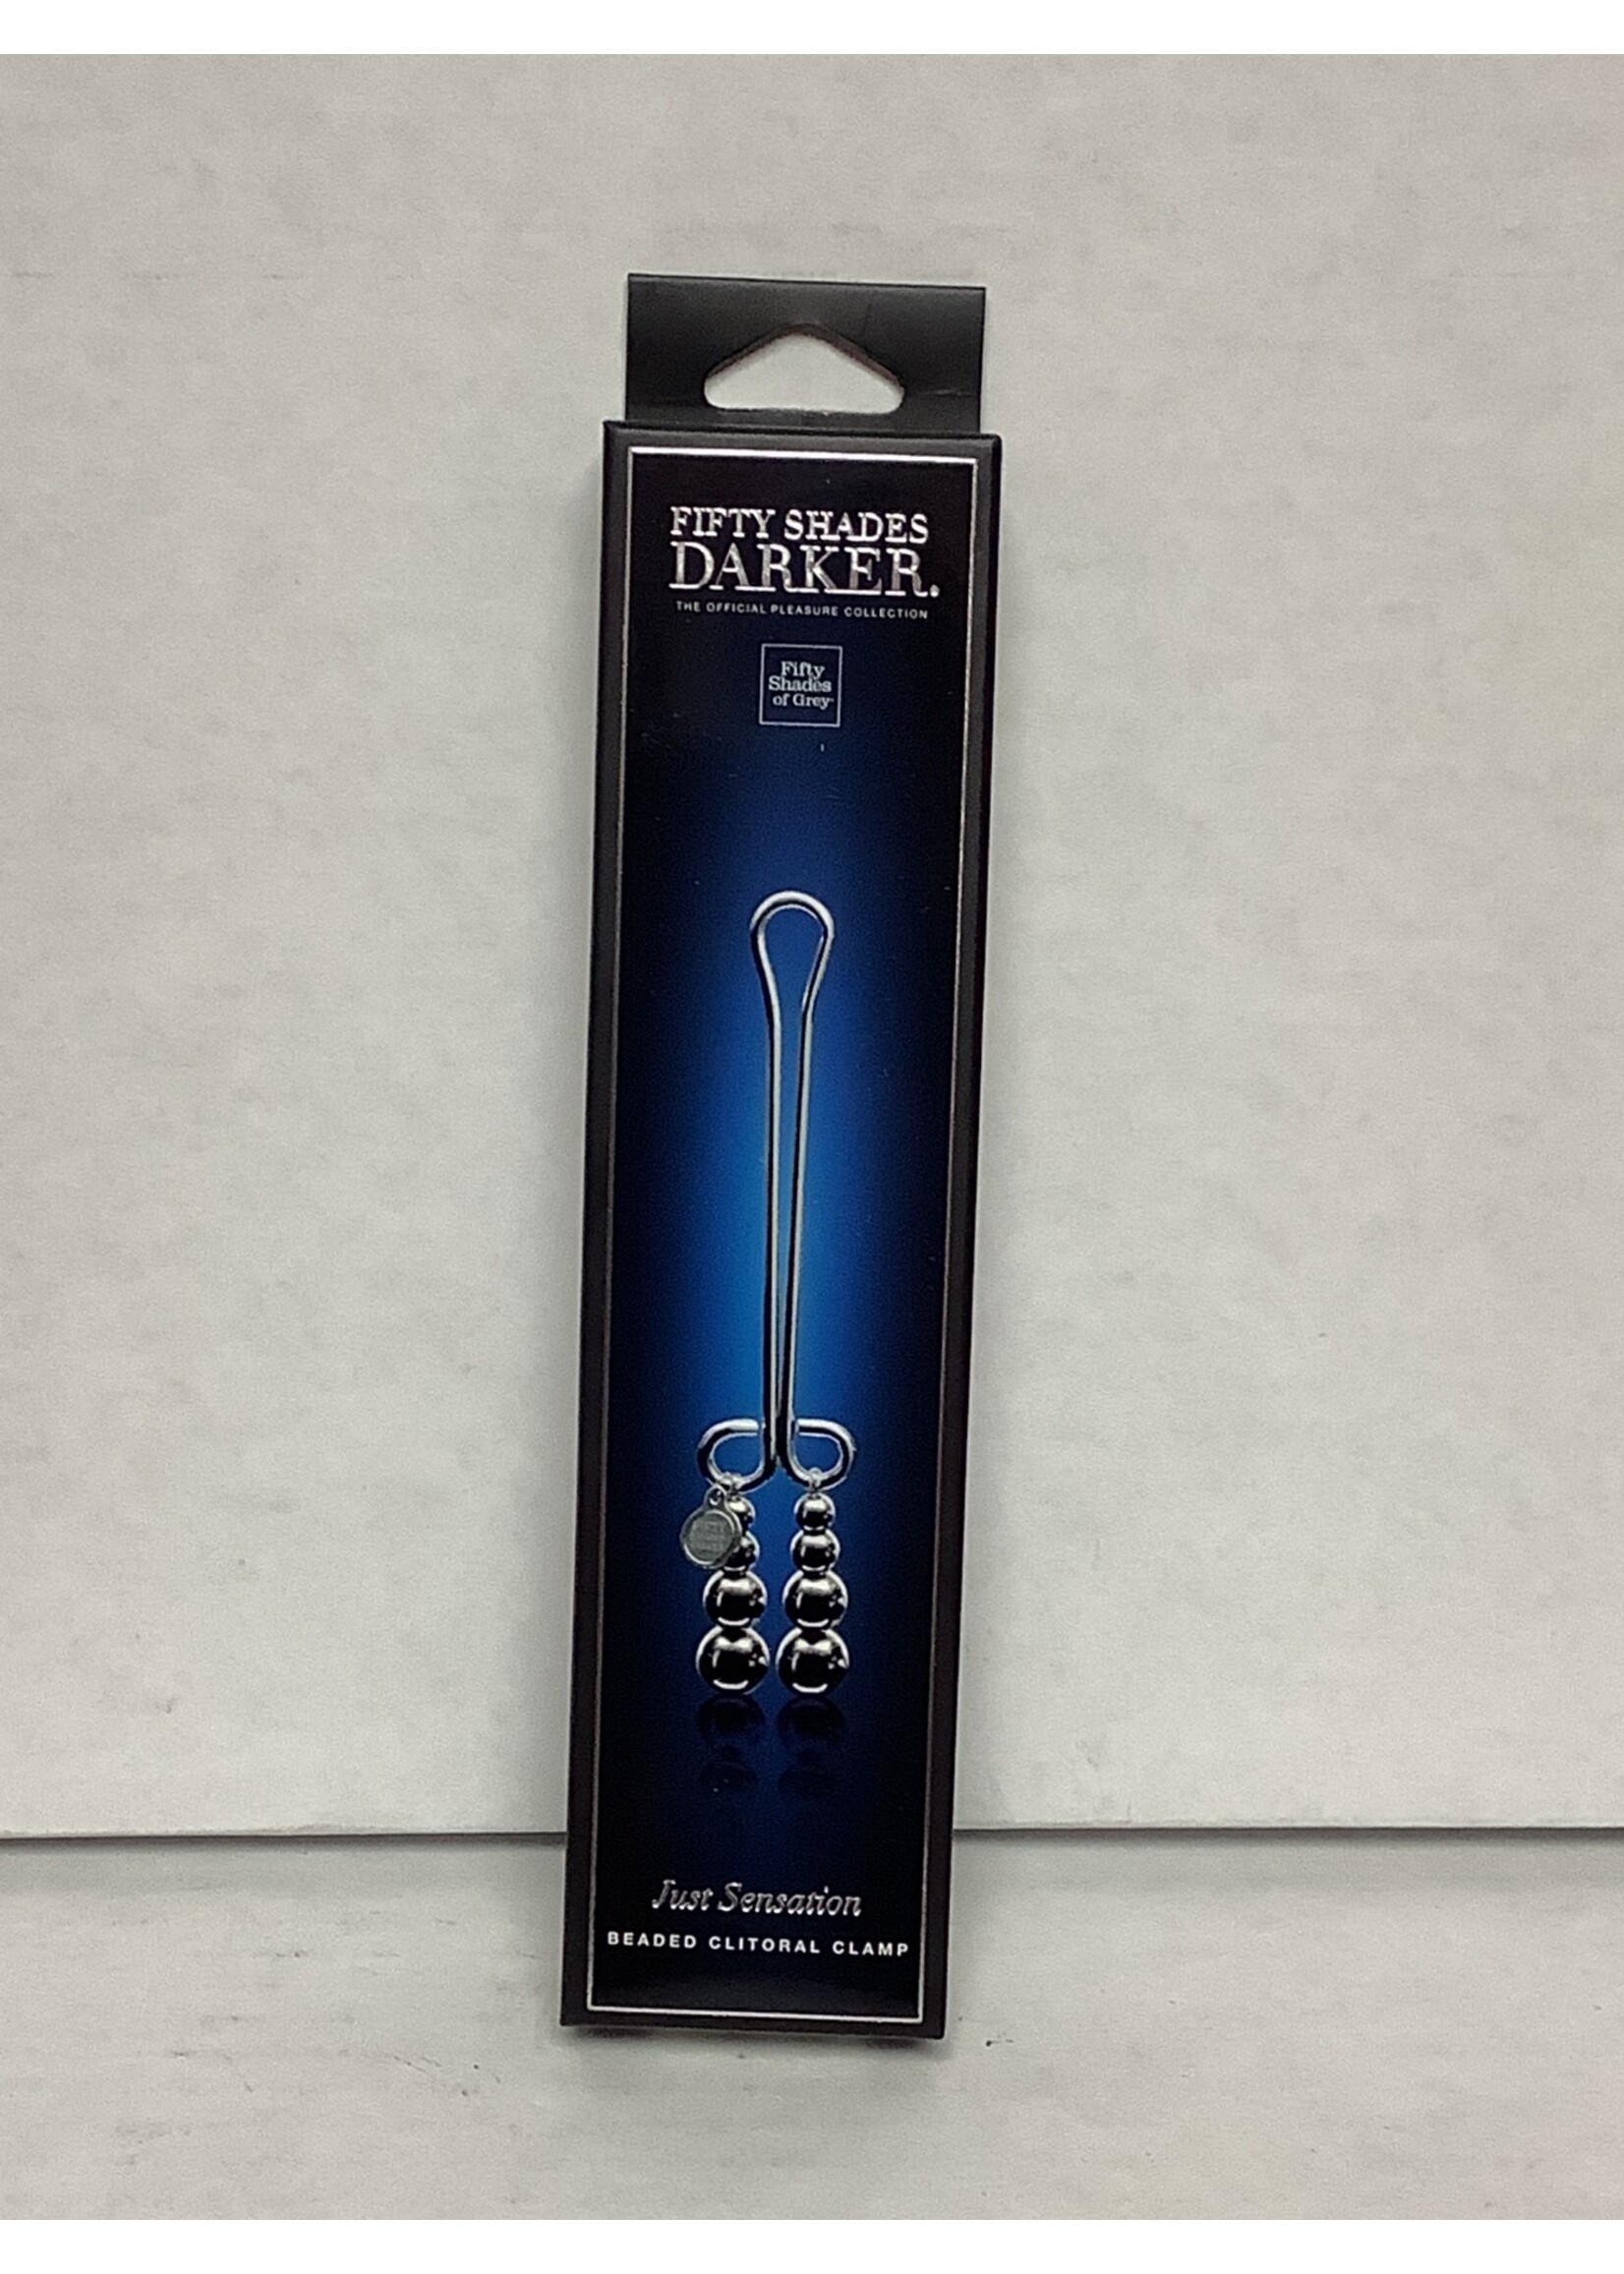 FIFTY SHADES
DARKER.
THE OFFICIAL PLEASURE COLLECTION
Fifty
Shades
of Grey
Just Sensation
BEADED CLITORAL CLAMP